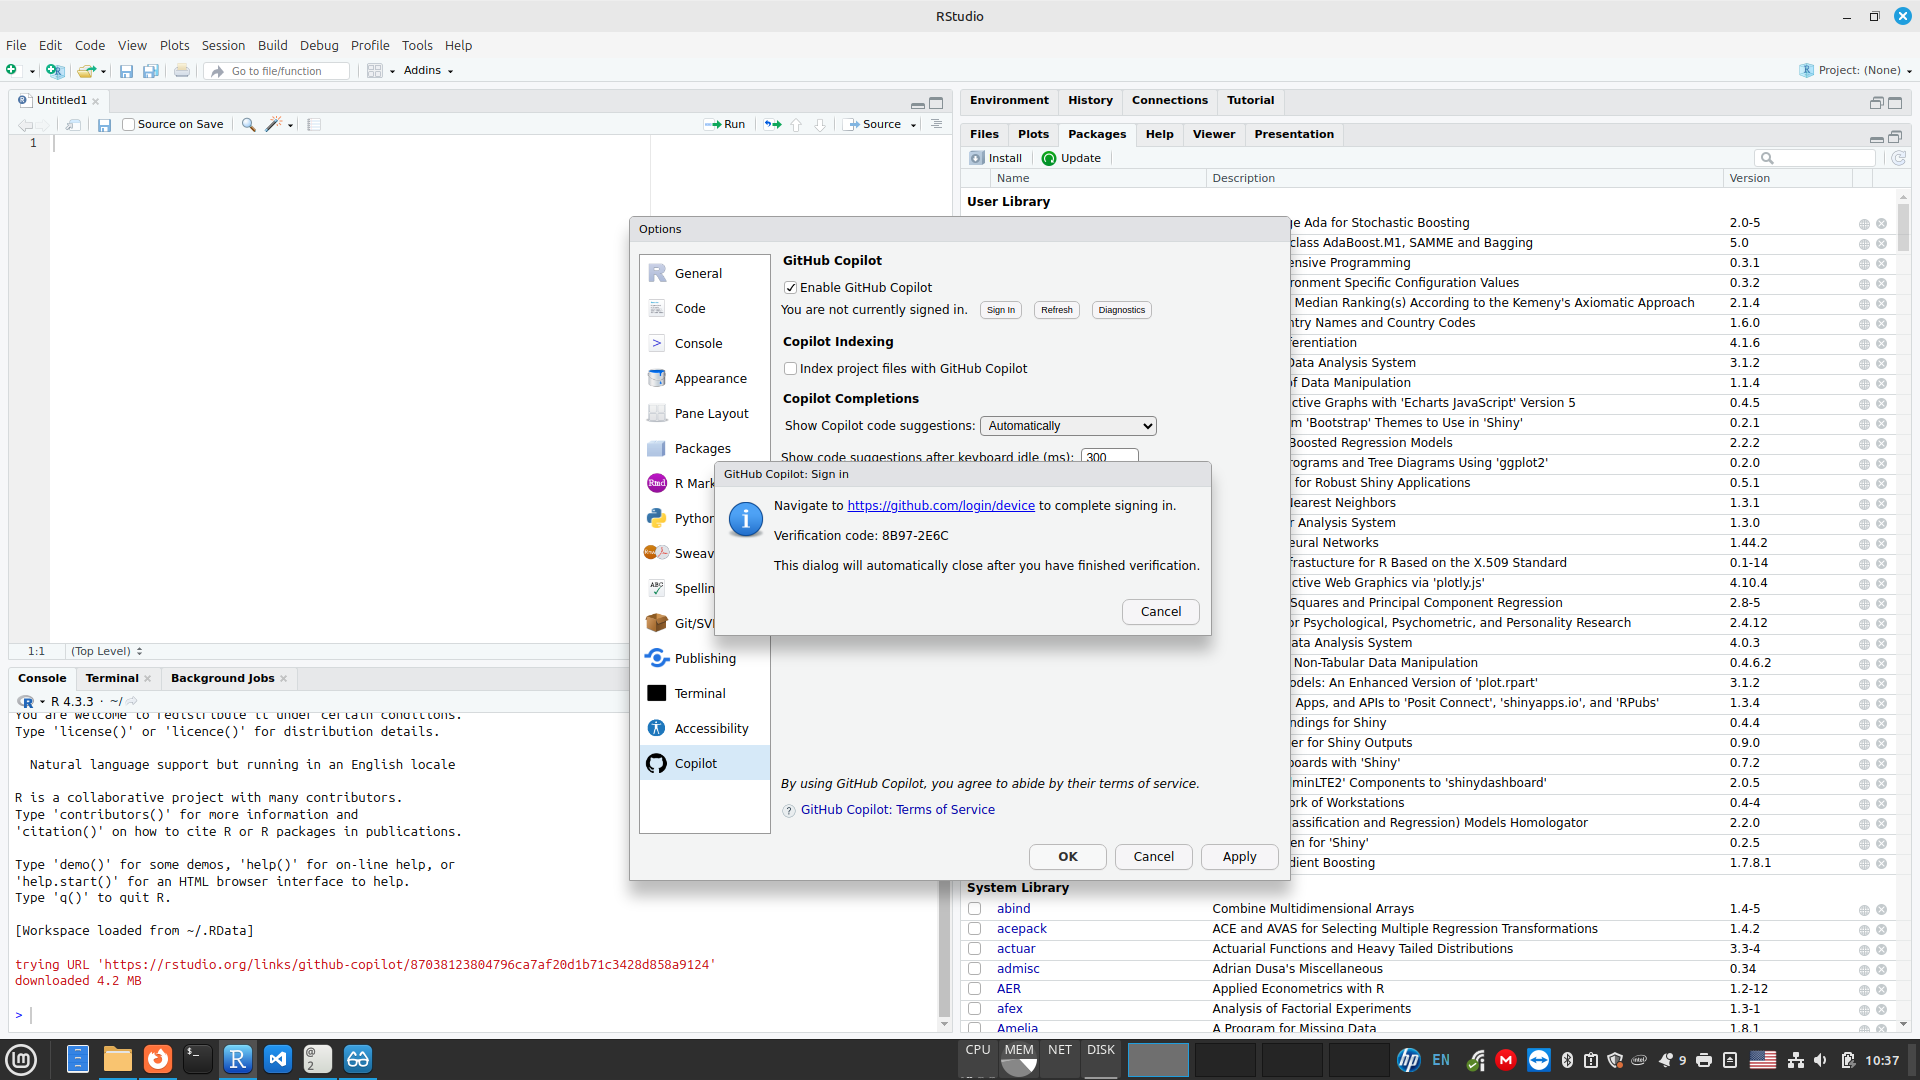 RStudio
File Edit Code View Plots Session Build Debug Profile Tools Help
Go to file/function
Addins
Project: (None)
Untitled1
Source on Save
Run
Source
1
1:1
(Top Level)
Console Terminal Background Jobs
R 4.3.3 · ~/
You are welcome to redistribute it under certain conditions.
Type 'license()' or 'licence()' for distribution details.
Natural language support but running in an English locale
R is a collaborative project with many contributors.
Type 'contributors()' for more information and
'citation()' on how to cite R or R packages in publications.
Type 'demo()' for some demos, 'help()' for on-line help, or
'help.start()' for an HTML browser interface to help.
Type 'q()' to quit R.
[Workspace loaded from ~/.RData]
trying URL 'https://rstudio.org/links/github-copilot/87038123804796ca7af20d1b71c3428d858a9124'
downloaded 4.2 MB
>
Options
General
Code
Console
Appearance
Pane Layout
Packages
R Mark
Python
Sweav
Spellin
Git/SV
Publishing
Terminal
Accessibility
Copilot
GitHub Copilot
Enable GitHub Copilot
You are not currently signed in. Sign In Refresh Diagnostics
Copilot Indexing
Index project files with GitHub Copilot
Copilot Completions
Show Copilot code suggestions: Automatically
Show code suggestions after keyboard idle (ms): 300
GitHub Copilot: Sign in
Navigate to https://github.com/login/device to complete signing in.
Verification code: 8B97-2E6C
This dialog will automatically close after you have finished verification.
Cancel
By using GitHub Copilot, you agree to abide by their terms of service.
GitHub Copilot: Terms of Service
OK Cancel Apply
Environment History Connections Tutorial
Files Plots Packages Help Viewer Presentation
Install Update
Name Description Version
User Library
ge Ada for Stochastic Boosting 2.0-5
class AdaBoost.M1, SAMME and Bagging 5.0
ensive Programming 0.3.1
ronment Specific Configuration Values 0.3.2
Median Ranking(s) According to the Kemeny's Axiomatic Approach 2.1.4
ntry Names and Country Codes 1.6.0
ferentiation 4.1.6
Data Analysis System 3.1.2
of Data Manipulation 1.1.4
ctive Graphs with 'Echarts JavaScript' Version 5 0.4.5
m 'Bootstrap' Themes to Use in 'Shiny' 0.2.1
Boosted Regression Models 2.2.2
rograms and Tree Diagrams Using 'ggplot2' 0.2.0
for Robust Shiny Applications 0.5.1
Nearest Neighbors 1.3.1
r Analysis System 1.3.0
eural Networks 1.44.2
frastucture for R Based on the X.509 Standard 0.1-14
ctive Web Graphics via 'plotly.js' 4.10.4
Squares and Principal Component Regression 2.8-5
or Psychological, Psychometric, and Personality Research 2.4.12
ata Analysis System 4.0.3
Non-Tabular Data Manipulation 0.4.6.2
odels: An Enhanced Version of 'plot.rpart' 3.1.2
Apps, and APIs to 'Posit Connect', 'shinyapps.io', and 'RPubs' 1.3.4
ndings for Shiny 0.4.4
er for Shiny Outputs 0.9.0
boards with 'Shiny' 0.7.2
minLTE2' Components to 'shinydashboard' 2.0.5
ork of Workstations 0.4-4
assification and Regression) Models Homologator 2.2.0
en for 'Shiny' 0.2.5
dient Boosting 1.7.8.1
System Library
abind Combine Multidimensional Arrays 1.4-5
acepack ACE and AVAS for Selecting Multiple Regression Transformations 1.4.2
actuar Actuarial Functions and Heavy Tailed Distributions 3.3-4
admisc Adrian Dusa's Miscellaneous 0.34
AER Applied Econometrics with R 1.2-12
afex Analysis of Factorial Experiments 1.3-1
Amelia A Program for Missing Data 1.8.1
CPU MEM NET DISK
EN
9
10:37